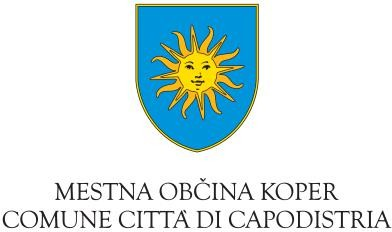 MESTNA OBČINA KOPER
COMUNE CITTÀ DI CAPODISTRIA